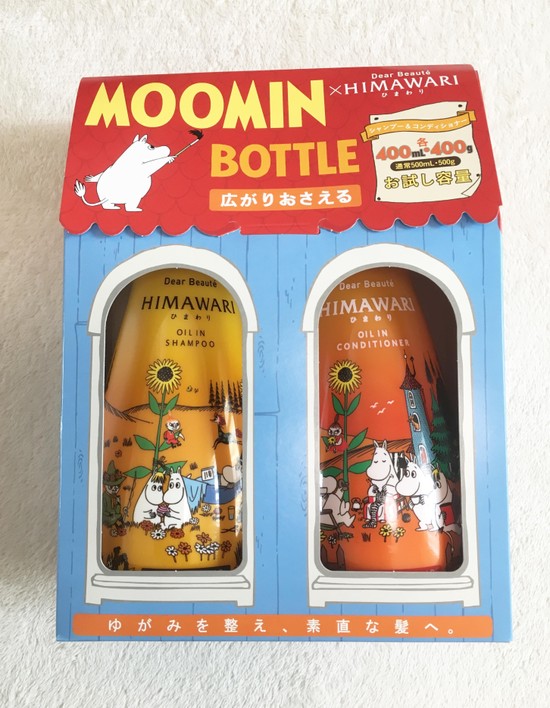 MOOMIN
×
Dear Beauté
HIMAWARI
ひまわり
BOTTLE
広がりおさえる
シャンプー&コンディショナー
各
400mL・400g
通常500mL・500g
お試し容量
Dear Beauté
HIMAWARI
ひまわり
OIL IN
SHAMPOO
Dear Beauté
HIMAWARI
ひまわり
OIL IN
CONDITIONER
ゆがみを整え、素直な髪へ。